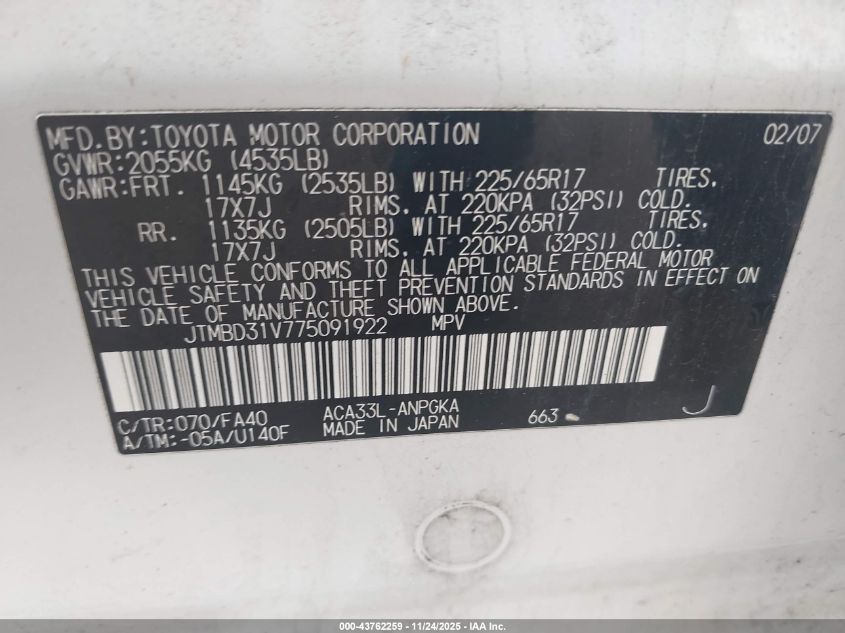 MFD.BY:TOYOTA MOTOR CORPORATION 02/07
GVWR:2055KG (4535LB)
GAWR:FRT. 1145KG (2535LB) WITH 225/65R17 TIRES,
17X7J RIMS, AT 220KPA (32PSI) COLD.
RR. 1135KG (2505LB) WITH 225/65R17 TIRES,
17X7J RIMS, AT 220KPA (32PSI) COLD.
THIS VEHICLE CONFORMS TO ALL APPLICABLE FEDERAL MOTOR
VEHICLE SAFETY AND THEFT PREVENTION STANDARDS IN EFFECT ON
THE DATE OF MANUFACTURE SHOWN ABOVE.
JTMBD31V775091922 MPV
C/TR:070/FA40 ACA33L-ANPGKA 663 J
A/TM:-05A/U140F MADE IN JAPAN
000-43762259 - 11/24/2025 - IAA Inc.